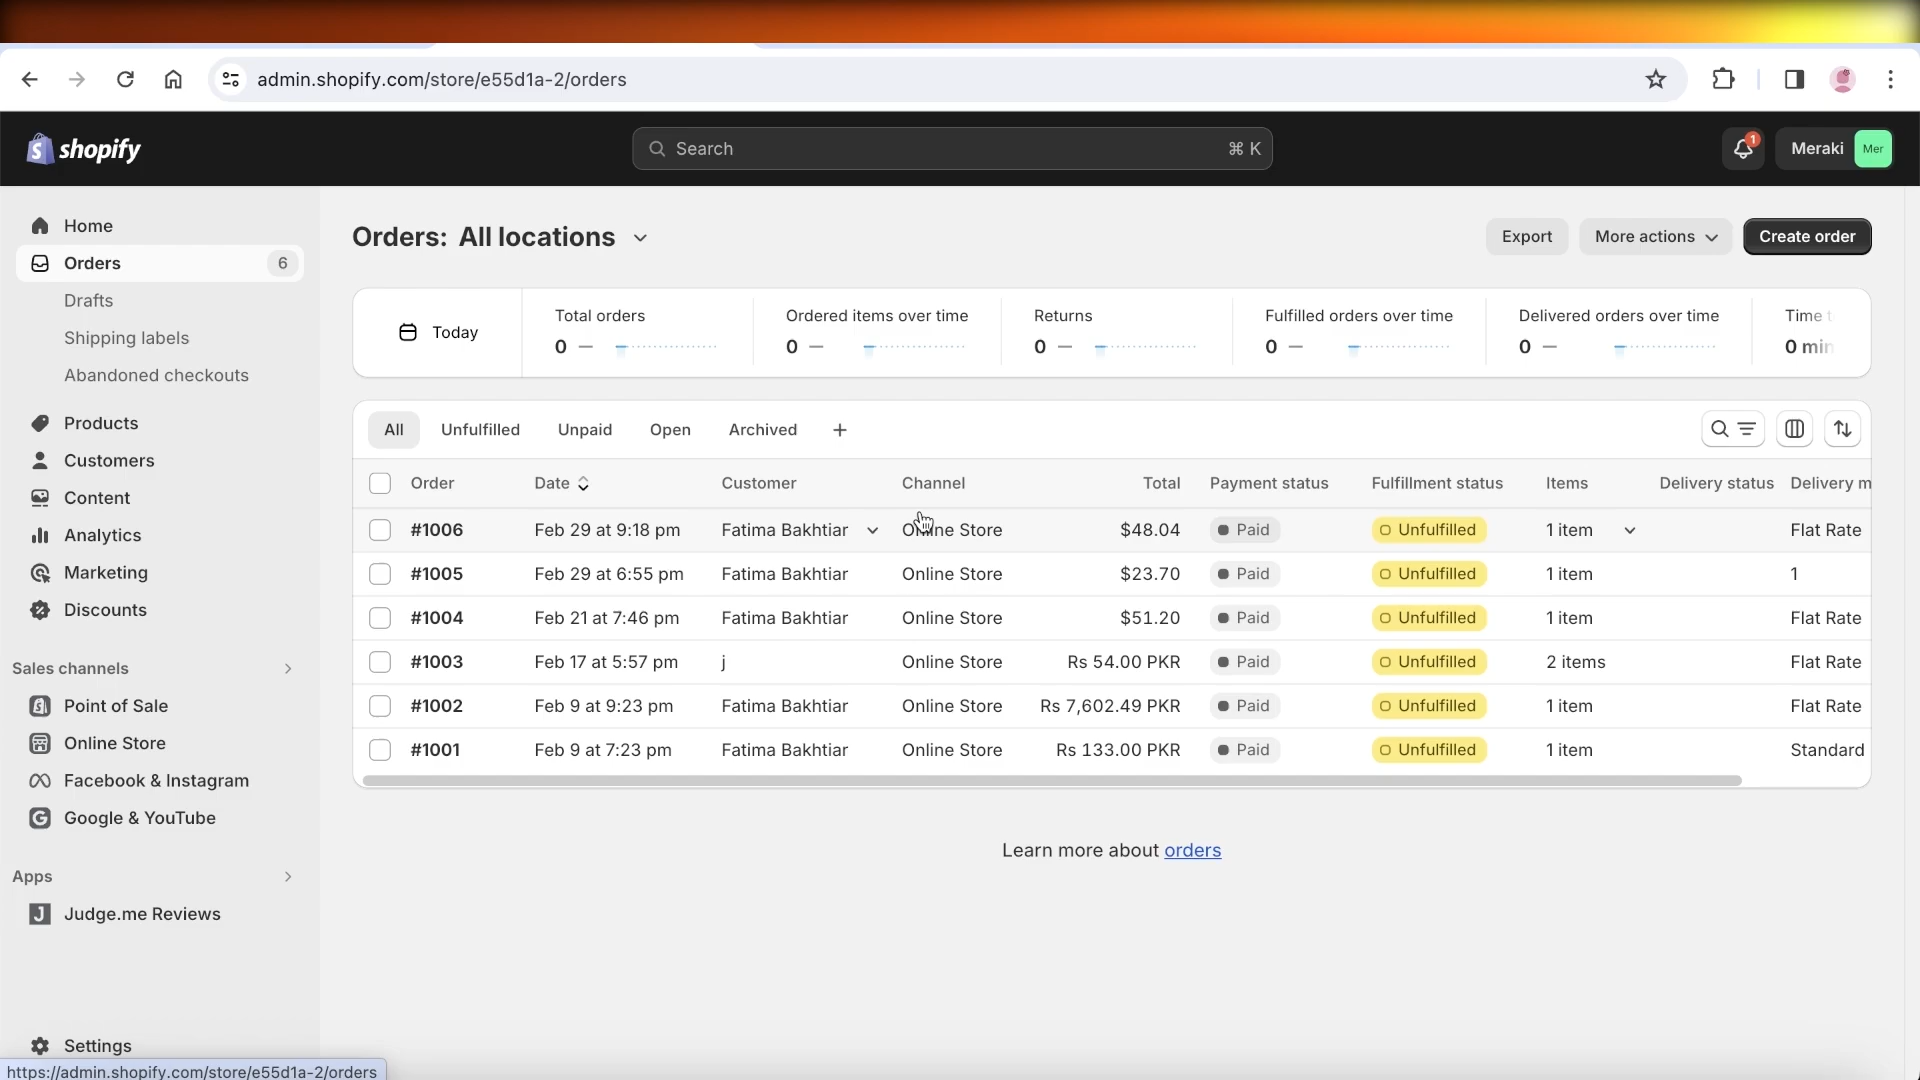 admin.shopify.com/store/e55d1a-2/orders
shopify
Search ⌘ K
1
Meraki Mer
Home
Orders 6
Drafts
Shipping labels
Abandoned checkouts
Products
Customers
Content
Analytics
Marketing
Discounts
Sales channels
Point of Sale
Online Store
Facebook & Instagram
Google & YouTube
Apps
Judge.me Reviews
Settings
https://admin.shopify.com/store/e55d1a-2/orders
Orders: All locations
Export More actions Create order
Today
Total orders
0 —
Ordered items over time
0 —
Returns
0 —
Fulfilled orders over time
0 —
Delivered orders over time
0 —
Time t
0 min
All Unfulfilled Unpaid Open Archived +
Order Date Customer Channel Total Payment status Fulfillment status Items Delivery status Delivery m
#1006 Feb 29 at 9:18 pm Fatima Bakhtiar Online Store $48.04 Paid Unfulfilled 1 item Flat Rate
#1005 Feb 29 at 6:55 pm Fatima Bakhtiar Online Store $23.70 Paid Unfulfilled 1 item 1
#1004 Feb 21 at 7:46 pm Fatima Bakhtiar Online Store $51.20 Paid Unfulfilled 1 item Flat Rate
#1003 Feb 17 at 5:57 pm j Online Store Rs 54.00 PKR Paid Unfulfilled 2 items Flat Rate
#1002 Feb 9 at 9:23 pm Fatima Bakhtiar Online Store Rs 7,602.49 PKR Paid Unfulfilled 1 item Flat Rate
#1001 Feb 9 at 7:23 pm Fatima Bakhtiar Online Store Rs 133.00 PKR Paid Unfulfilled 1 item Standard
Learn more about orders